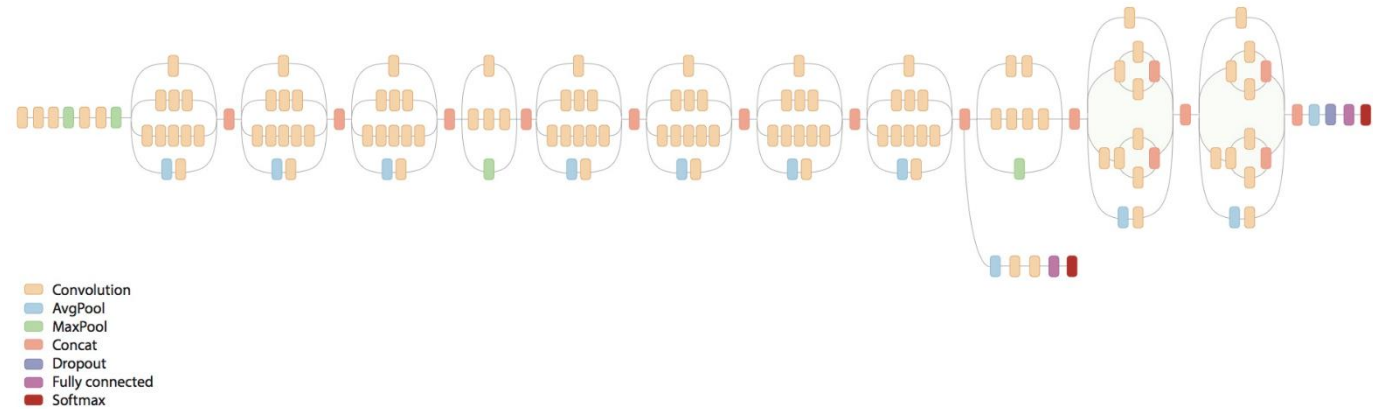 Convolution
AvgPool
MaxPool
Concat
Dropout
Fully connected
Softmax